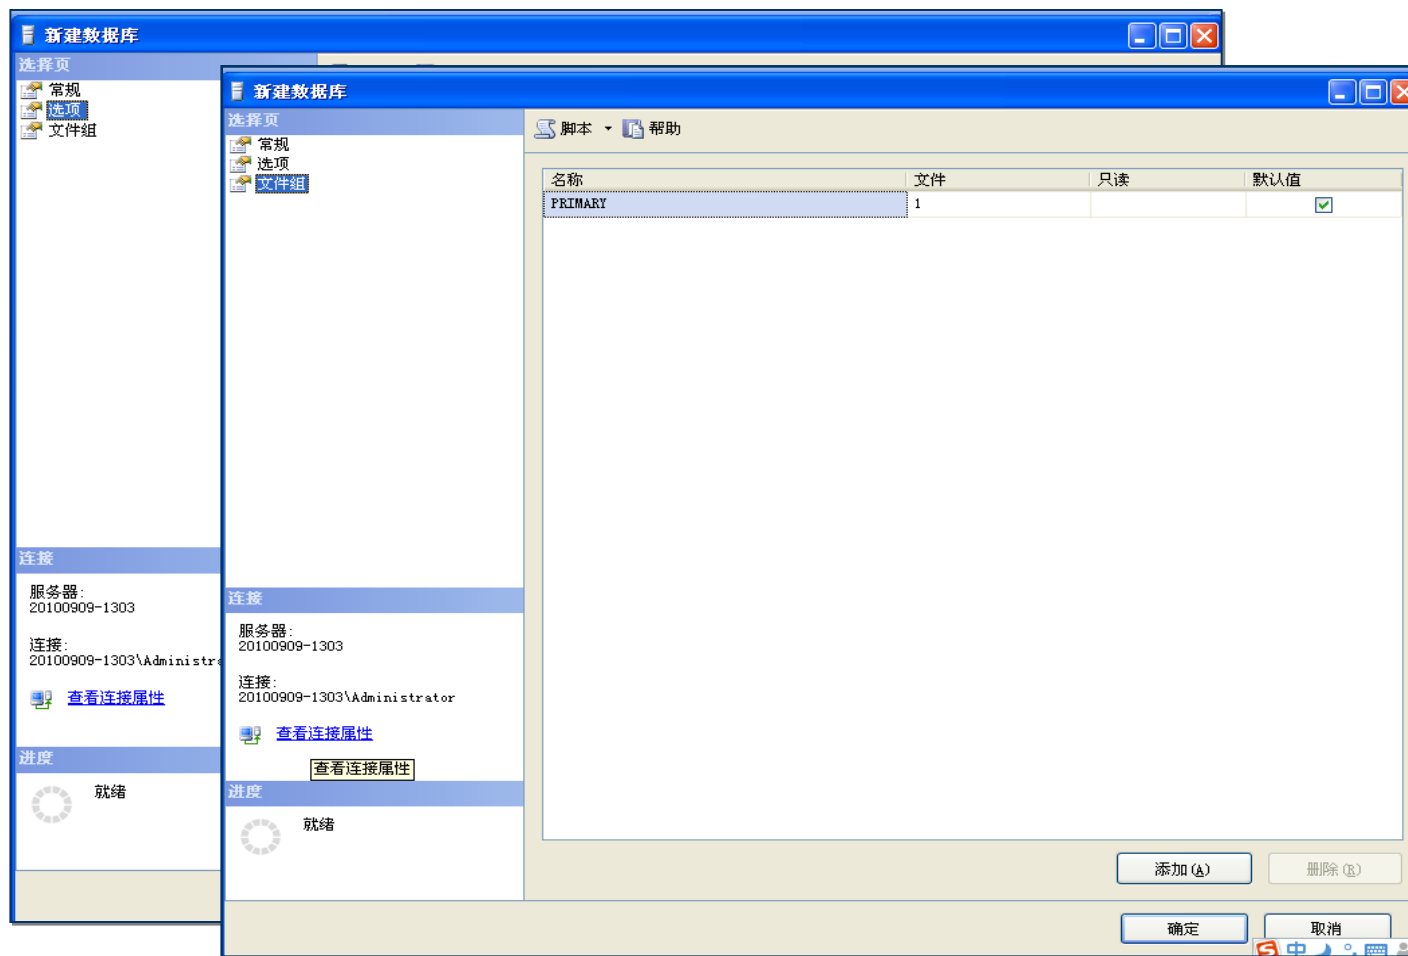 新建数据库
选择页
常规
选项
文件组
连接
服务器:
20100909-1303
连接:
20100909-1303\Administr
查看连接属性
进度
就绪
新建数据库
选择页
常规
选项
文件组
脚本 帮助
名称 文件 只读 默认值
PRIMARY 1
连接
服务器:
20100909-1303
连接:
20100909-1303\Administrator
查看连接属性
查看连接属性
进度
就绪
添加(A) 删除(R)
确定 取消
中